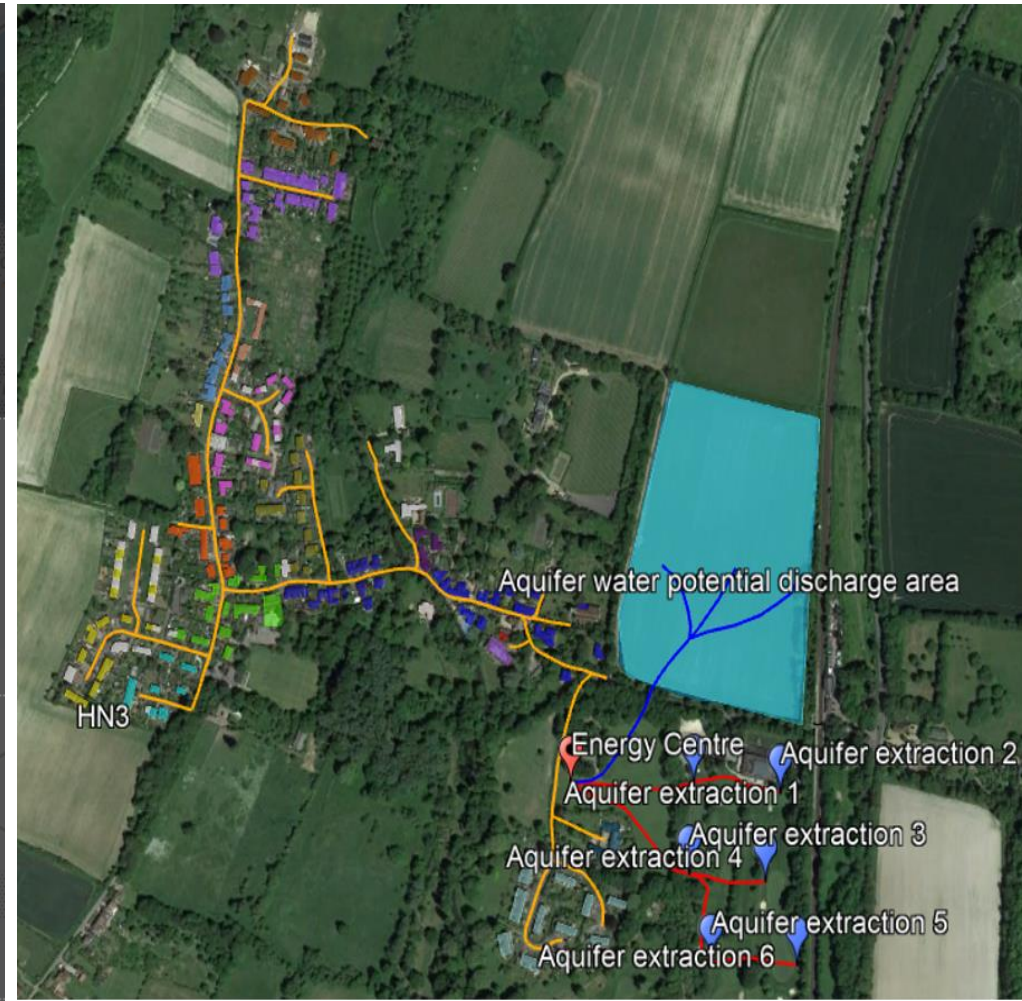 Aquifer water potential discharge area
HN3
Energy Centre
Aquifer extraction 2
Aquifer extraction 1
Aquifer extraction 3
Aquifer extraction 4
Aquifer extraction 5
Aquifer extraction 6